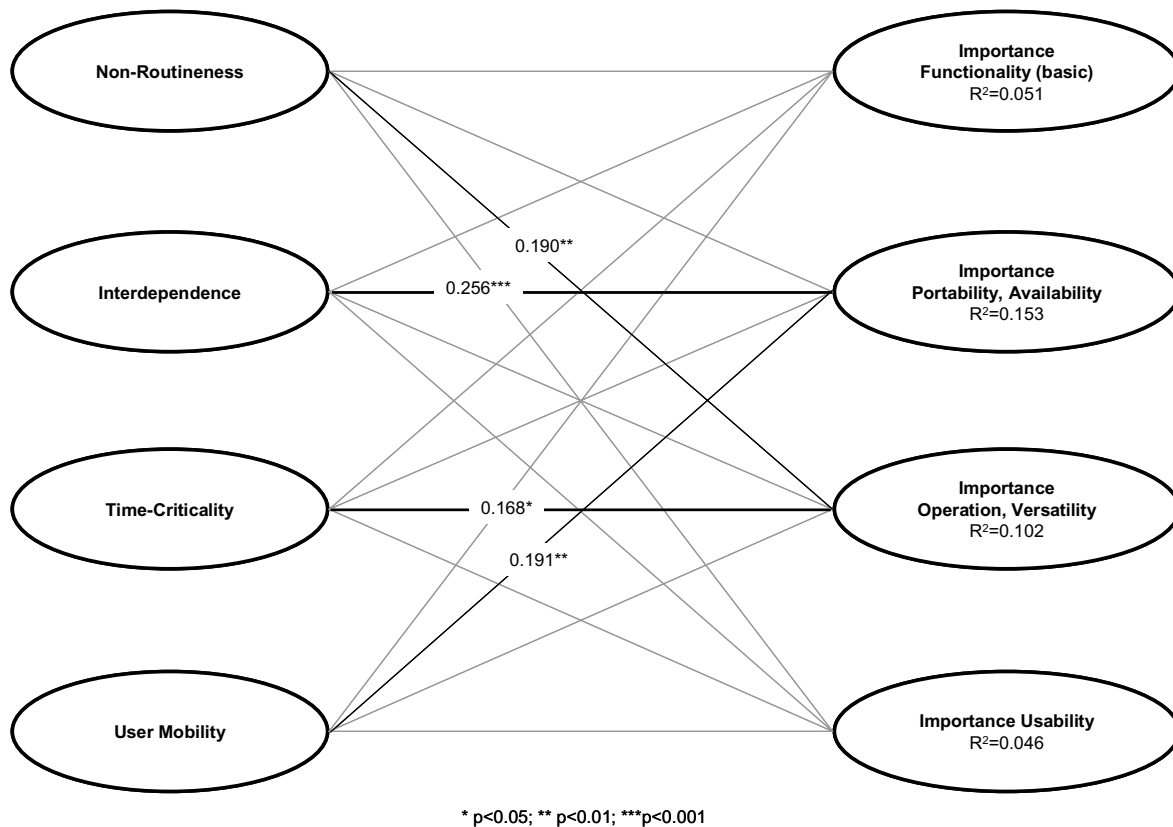 Non-Routineness
Importance
Functionality (basic)
R²=0.051
0.190**
Interdependence
0.256***
Importance
Portability, Availability
R²=0.153
Time-Criticality
0.168*
Importance
Operation, Versatility
R²=0.102
0.191**
User Mobility
Importance Usability
R²=0.046
* p<0.05; ** p<0.01; ***p<0.001